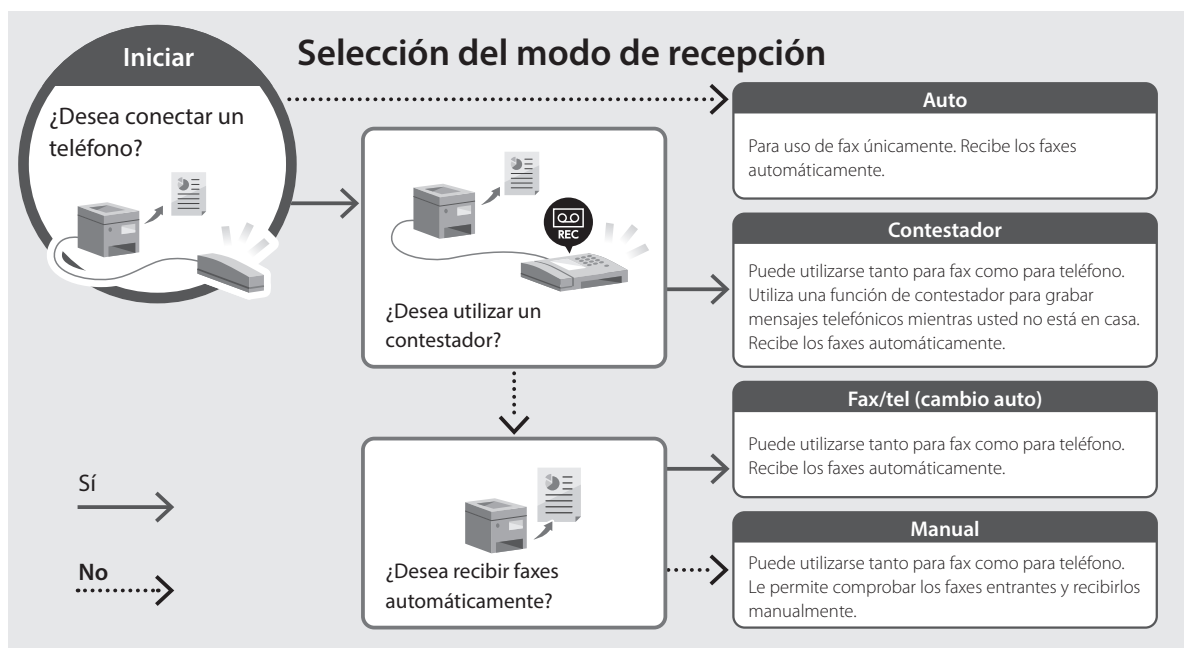 Iniciar
Selección del modo de recepción
¿Desea conectar un
teléfono?
Auto
Para uso de fax únicamente. Recibe los faxes
automáticamente.
REC
¿Desea utilizar un
contestador?
Contestador
Puede utilizarse tanto para fax como para teléfono.
Utiliza una función de contestador para grabar
mensajes telefónicos mientras usted no está en casa.
Recibe los faxes automáticamente.
Fax/tel (cambio auto)
Puede utilizarse tanto para fax como para teléfono.
Recibe los faxes automáticamente.
¿Desea recibir faxes
automáticamente?
Manual
Puede utilizarse tanto para fax como para teléfono.
Le permite comprobar los faxes entrantes y recibirlos
manualmente.
Sí
No